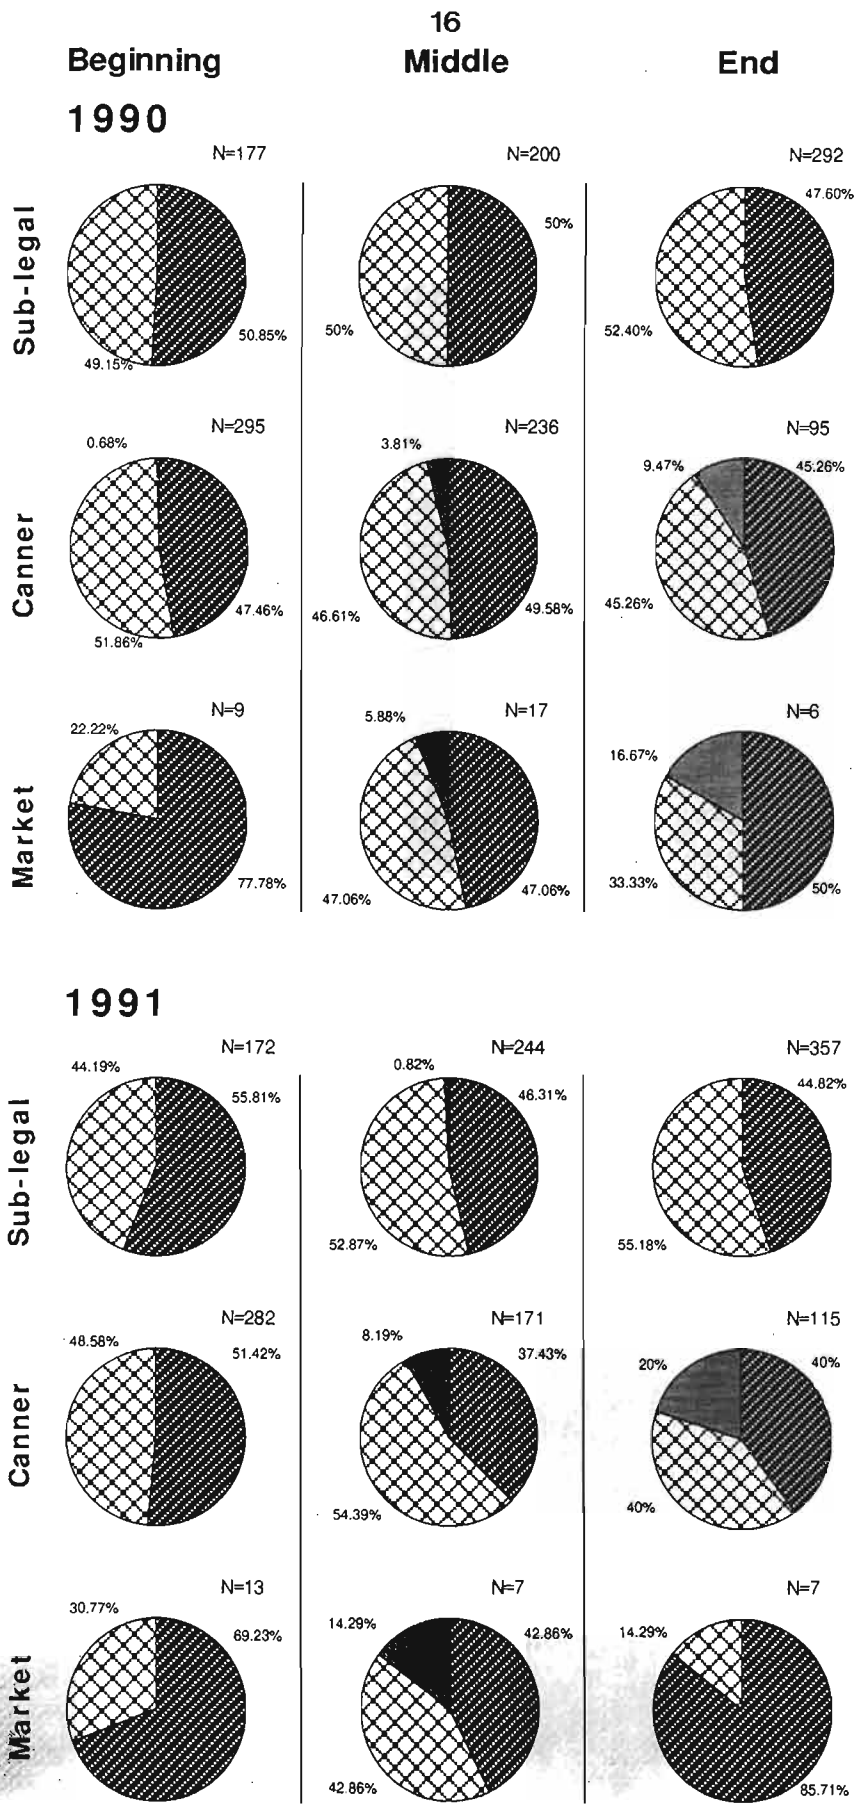 16
Beginning Middle End
1990
Sub-legal
N=177
50.85%
49.15%
N=200
50%
50%
N=292
47.60%
52.40%
Canner
N=295
0.68%
47.46%
51.86%
N=236
3.81%
49.58%
46.61%
N=95
9.47%
45.26%
45.26%
Market
N=9
22.22%
77.78%
N=17
5.88%
47.06%
47.06%
N=6
16.67%
33.33%
50%
1991
Sub-legal
N=172
44.19%
55.81%
N=244
0.82%
46.31%
52.87%
N=357
44.82%
55.18%
Canner
N=282
48.58%
51.42%
N=171
8.19%
37.43%
54.39%
N=115
20%
40%
40%
Market
N=13
30.77%
69.23%
N=7
14.29%
42.86%
42.86%
N=7
14.29%
85.71%